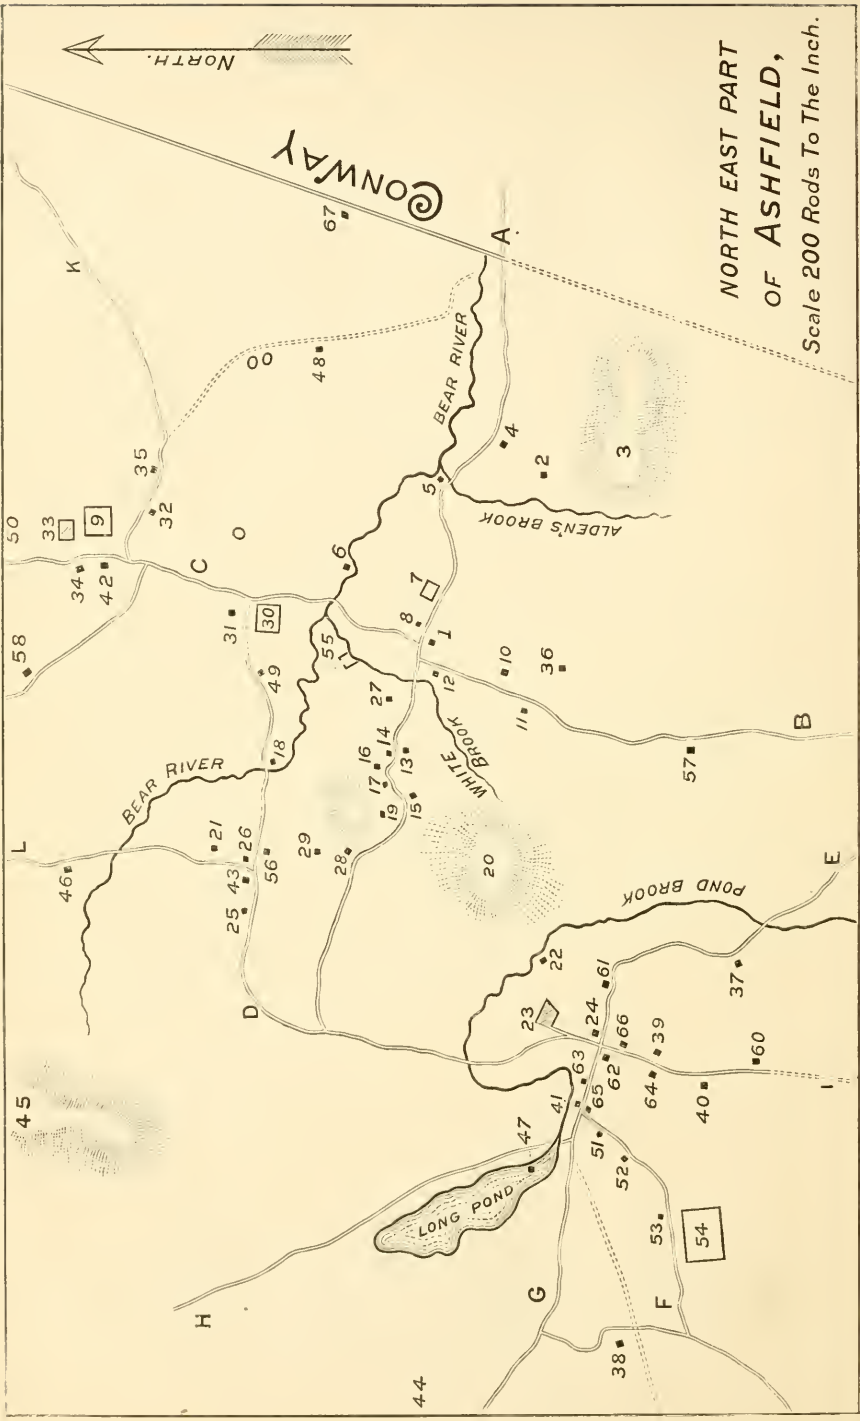 45
46
L
58
34
50
33
42
9
35
32
K
NORTH.
H
D
25
43
21
26
56
BEAR RIVER
18
49
31
30
C
O
OO
48
67
CONWAY
44
LONG POND
47
29
28
19
17
16
14
13
15
27
55
6
BEAR RIVER
5
4
2
A
G
41
63
23
22
20
WHITE
BROOK
12
1
8
7
10
11
36
ALDEN'S BROOK
3
38
F
53
54
52
51
65
62
24
66
61
64
39
40
60
I
37
POND BROOK
E
57
B
NORTH EAST PART
OF ASHFIELD,
Scale 200 Rods To The Inch.